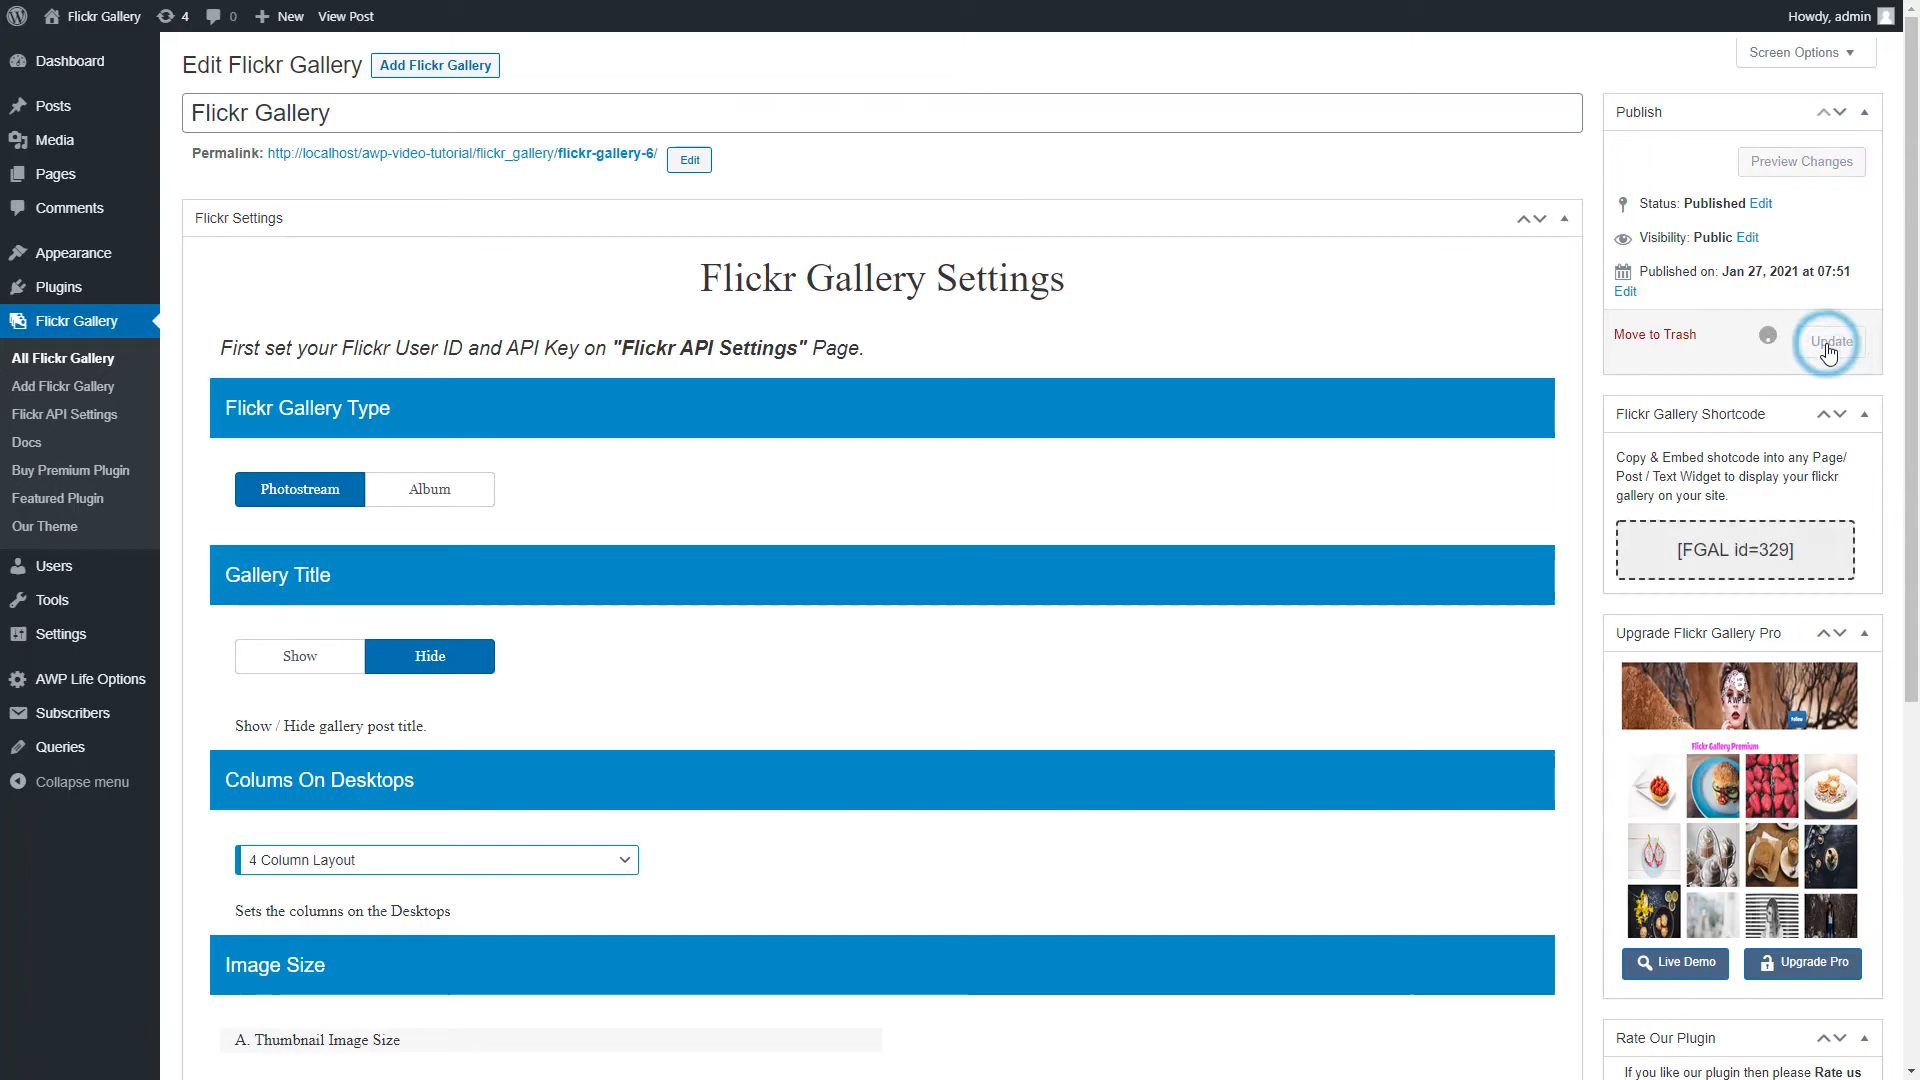 Flickr Gallery
4
0
New
View Post
Howdy, admin
Dashboard
Posts
Media
Pages
Comments
Appearance
Plugins
Flickr Gallery
All Flickr Gallery
Add Flickr Gallery
Flickr API Settings
Docs
Buy Premium Plugin
Featured Plugin
Our Theme
Users
Tools
Settings
AWP Life Options
Subscribers
Queries
Collapse menu
Screen Options
Edit Flickr Gallery
Add Flickr Gallery
Flickr Gallery
Permalink: http://localhost/awp-video-tutorial/flickr_gallery/flickr-gallery-6/
Edit
Flickr Settings
Flickr Gallery Settings
First set your Flickr User ID and API Key on "Flickr API Settings" Page.
Flickr Gallery Type
Photostream
Album
Gallery Title
Show
Hide
Show / Hide gallery post title.
Colums On Desktops
4 Column Layout
Sets the columns on the Desktops
Image Size
A. Thumbnail Image Size
Publish
Preview Changes
Status: Published Edit
Visibility: Public Edit
Published on: Jan 27, 2021 at 07:51
Edit
Move to Trash
Update
Flickr Gallery Shortcode
Copy & Embed shotcode into any Page/
Post / Text Widget to display your flickr
gallery on your site.
[FGAL id=329]
Upgrade Flickr Gallery Pro
A WP Life
Follow
Flickr Gallery Premium
Live Demo
Upgrade Pro
Rate Our Plugin
If you like our plugin then please Rate us